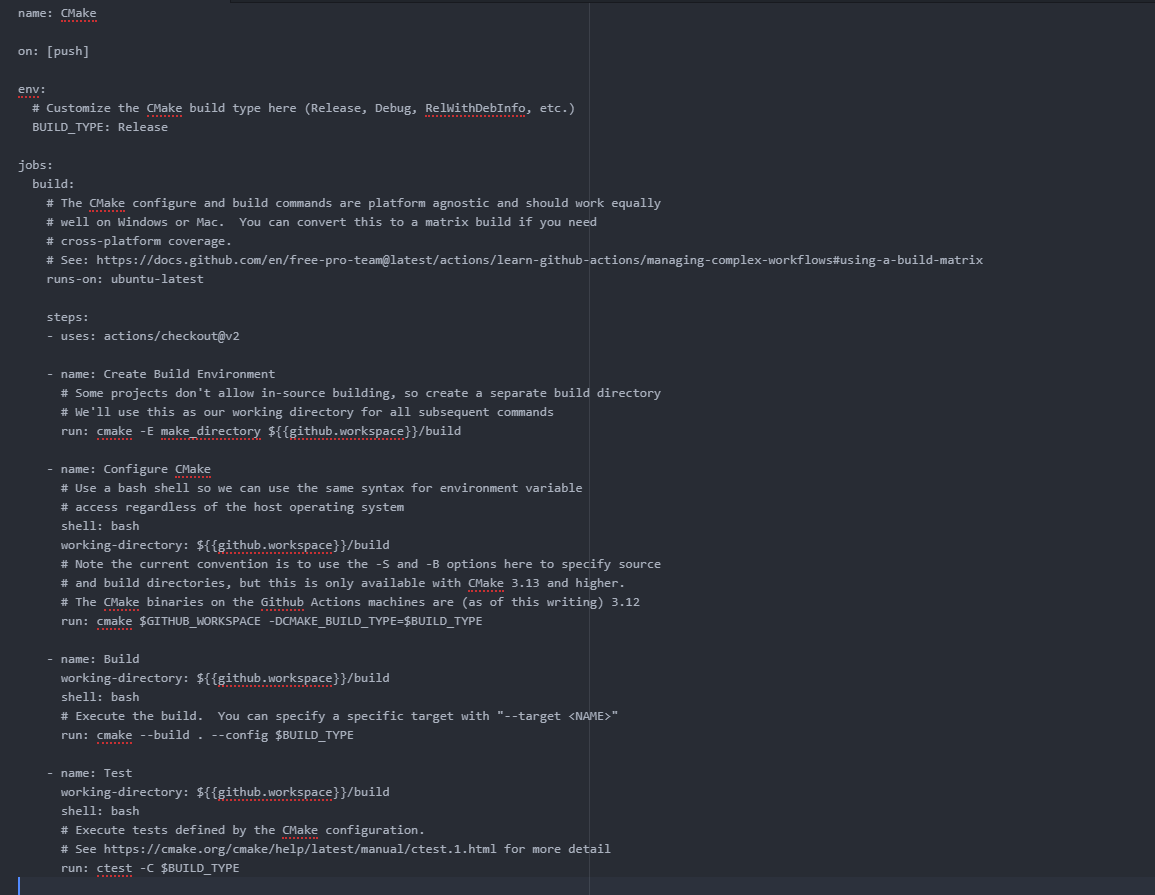 name: CMake
on: [push]
env:
# Customize the CMake build type here (Release, Debug, RelWithDebInfo, etc.)
BUILD_TYPE: Release
jobs:
build:
# The CMake configure and build commands are platform agnostic and should work equally
# well on Windows or Mac.  You can convert this to a matrix build if you need
# cross-platform coverage.
# See: https://docs.github.com/en/free-pro-team@latest/actions/learn-github-actions/managing-complex-workflows#using-a-build-matrix
runs-on: ubuntu-latest
steps:
- uses: actions/checkout@v2
- name: Create Build Environment
# Some projects don't allow in-source building, so create a separate build directory
# We'll use this as our working directory for all subsequent commands
run: cmake -E make_directory ${{github.workspace}}/build
- name: Configure CMake
# Use a bash shell so we can use the same syntax for environment variable
# access regardless of the host operating system
shell: bash
working-directory: ${{github.workspace}}/build
# Note the current convention is to use the -S and -B options here to specify source
# and build directories, but this is only available with CMake 3.13 and higher.
# The CMake binaries on the Github Actions machines are (as of this writing) 3.12
run: cmake $GITHUB_WORKSPACE -DCMAKE_BUILD_TYPE=$BUILD_TYPE
- name: Build
working-directory: ${{github.workspace}}/build
shell: bash
# Execute the build.  You can specify a specific target with "--target <NAME>"
run: cmake --build . --config $BUILD_TYPE
- name: Test
working-directory: ${{github.workspace}}/build
shell: bash
# Execute tests defined by the CMake configuration.
# See https://cmake.org/cmake/help/latest/manual/ctest.1.html for more detail
run: ctest -C $BUILD_TYPE